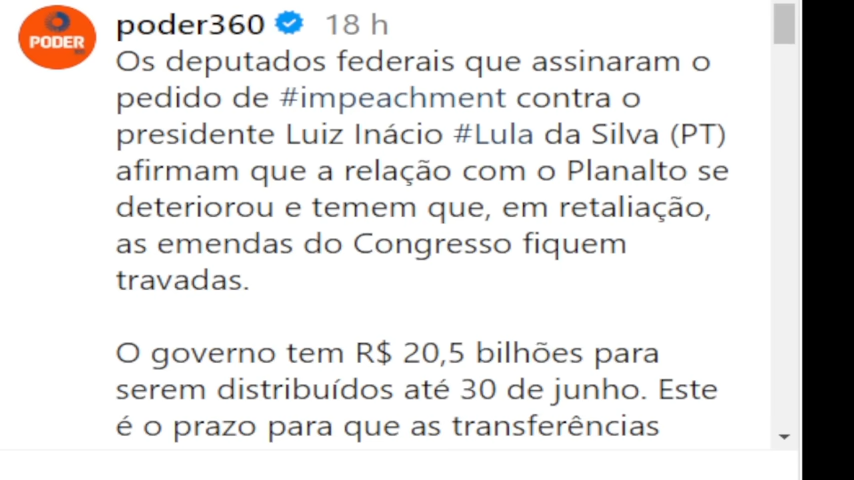 PODER
poder360 18 h
Os deputados federais que assinaram o
pedido de #impeachment contra o
presidente Luiz Inácio #Lula da Silva (PT)
afirmam que a relação com o Planalto se
deteriorou e temem que, em retaliação,
as emendas do Congresso fiquem
travadas.
O governo tem R$ 20,5 bilhões para
serem distribuídos até 30 de junho. Este
é o prazo para que as transferências